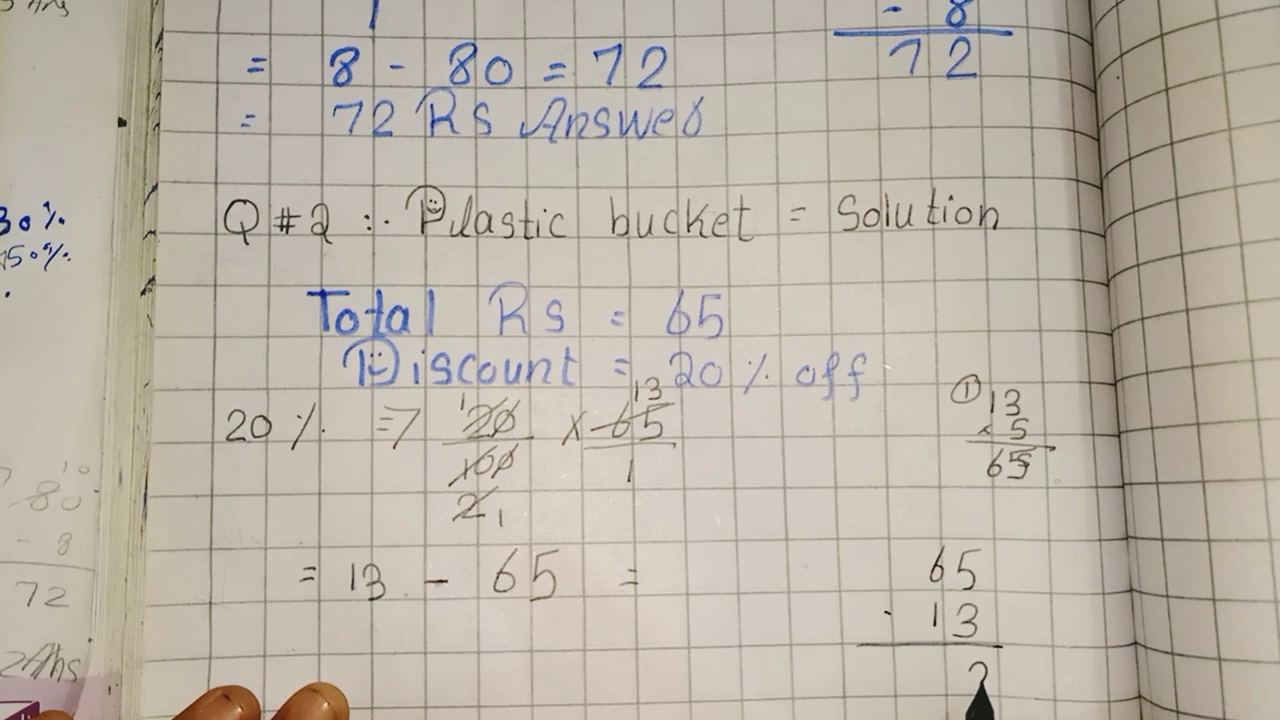 - 8
= 8 - 80 = 72
72
= 72 RS Answer
30%
Q #2 :. Plastic bucket = Solution
Total RS = 65
Discount = 20% off
20% => 1 20/100 2 1 × 13 65/1
① 13
× 5
65
10
80
- 8
72
= 13 - 65 =
65
- 13
2
Ans